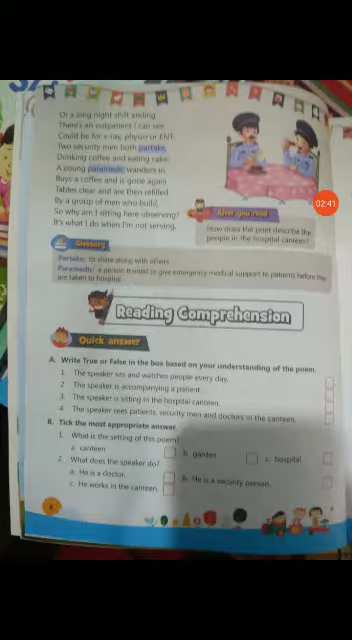 Or a long night shift ending
There's an outpatient I can see
Could be for x-ray, physio or ENT.
Two security men both partake,
Drinking coffee and eating cake.
A young paramedic wanders in,
Buys a coffee and is gone again
Tables clear and are then refilled
By a group of men who build,
So why am I sitting here observing?
It's what I do when I'm not serving.
After you read
How does the poet describe the
people in the hospital canteen?
02:41
Glossary
Partake: to share along with others
Paramedic: a person trained to give emergency medical support to patients before they
are taken to hospital
Reading Comprehension
Quick answer
A. Write True or False in the box based on your understanding of the poem.
1. The speaker sits and watches people every day.
2. The speaker is accompanying a patient.
3. The speaker is sitting in the hospital canteen.
4. The speaker sees patients, security men and doctors in the canteen.
B. Tick the most appropriate answer.
1. What is the setting of this poem?
a. canteen b. garden c. hospital
2. What does the speaker do?
a. He is a doctor. b. He is a security person.
c. He works in the canteen.